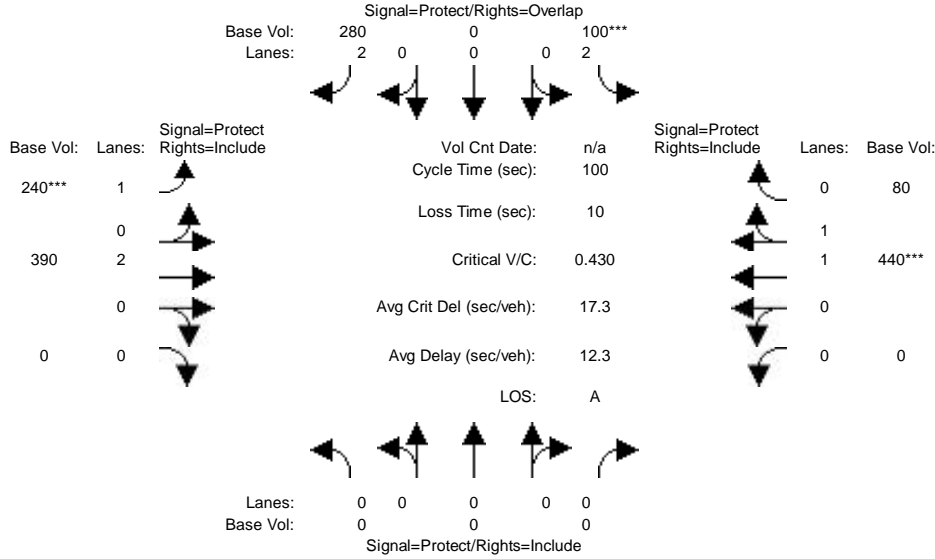 Signal=Protect/Rights=Overlap
Base Vol: 280 0 100***
Lanes: 2 0 0 0 2
Signal=Protect
Base Vol: Lanes: Rights=Include
Vol Cnt Date: n/a
Signal=Protect
Rights=Include Lanes: Base Vol:
Cycle Time (sec): 100
240*** 1
0 80
Loss Time (sec): 10
0
1
390 2
Critical V/C: 0.430
1 440***
0
Avg Crit Del (sec/veh): 17.3
0
0 0
Avg Delay (sec/veh): 12.3
0 0
LOS: A
Lanes: 0 0 0 0 0
Base Vol: 0 0 0
Signal=Protect/Rights=Include